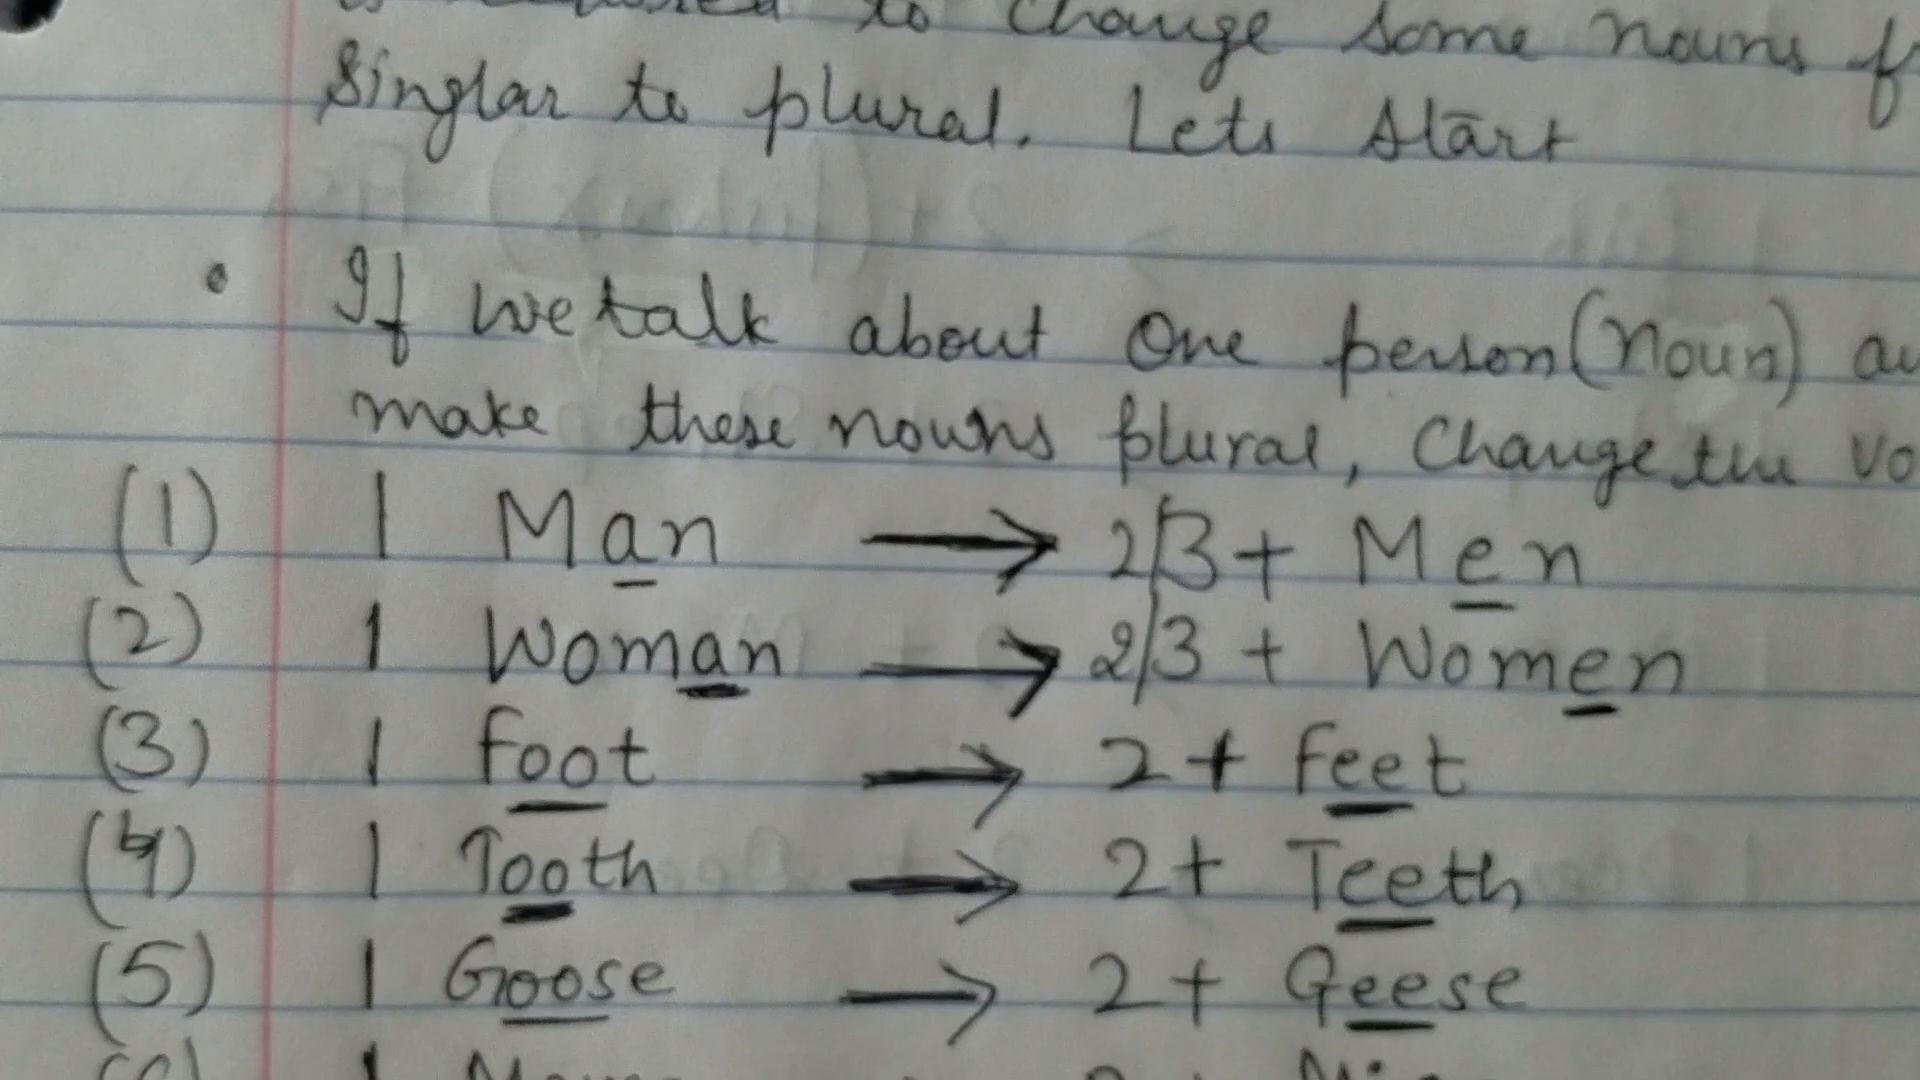 to change some nouns
Singlar to plural. Lets start
• If we talk about One person (noun)
make these nouns plural, Change the
(1) 1 Man → 2/3+ Men
(2) 1 Woman → 2/3 + Women
(3) 1 foot → 2+ feet
(4) 1 Tooth → 2+ Teeth
(5) 1 Goose → 2+ Geese